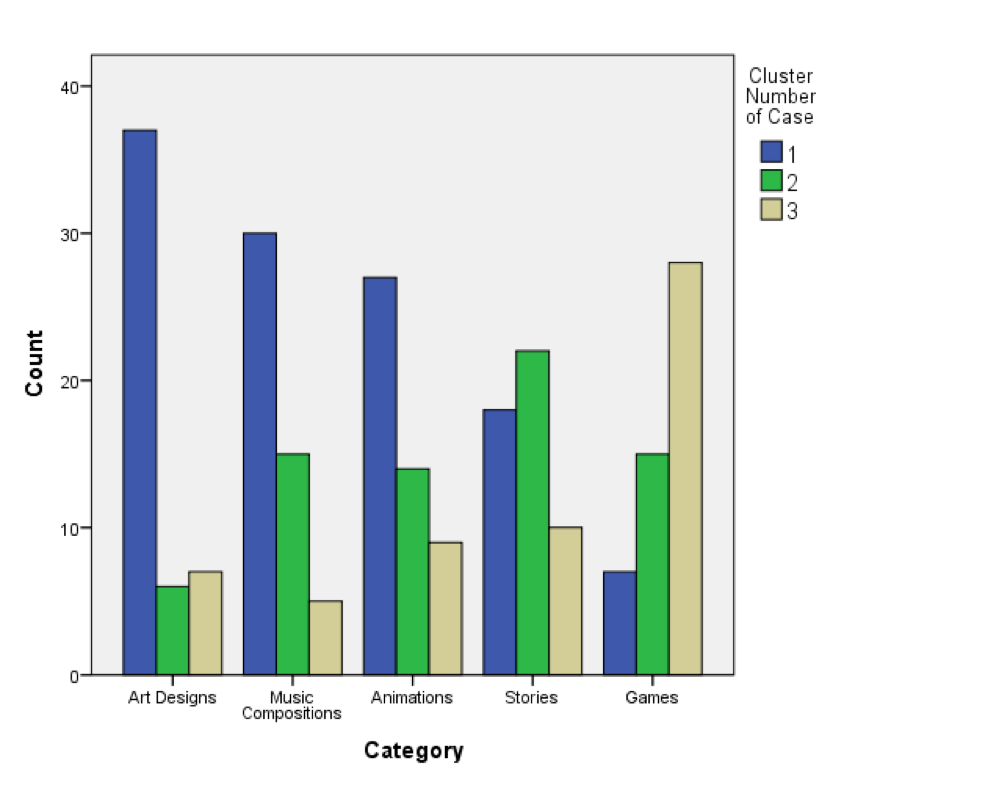 Cluster
Number
of Case
1
2
3
40
30
20
10
0
Count
Art Designs
Music
Compositions
Animations
Stories
Games
Category